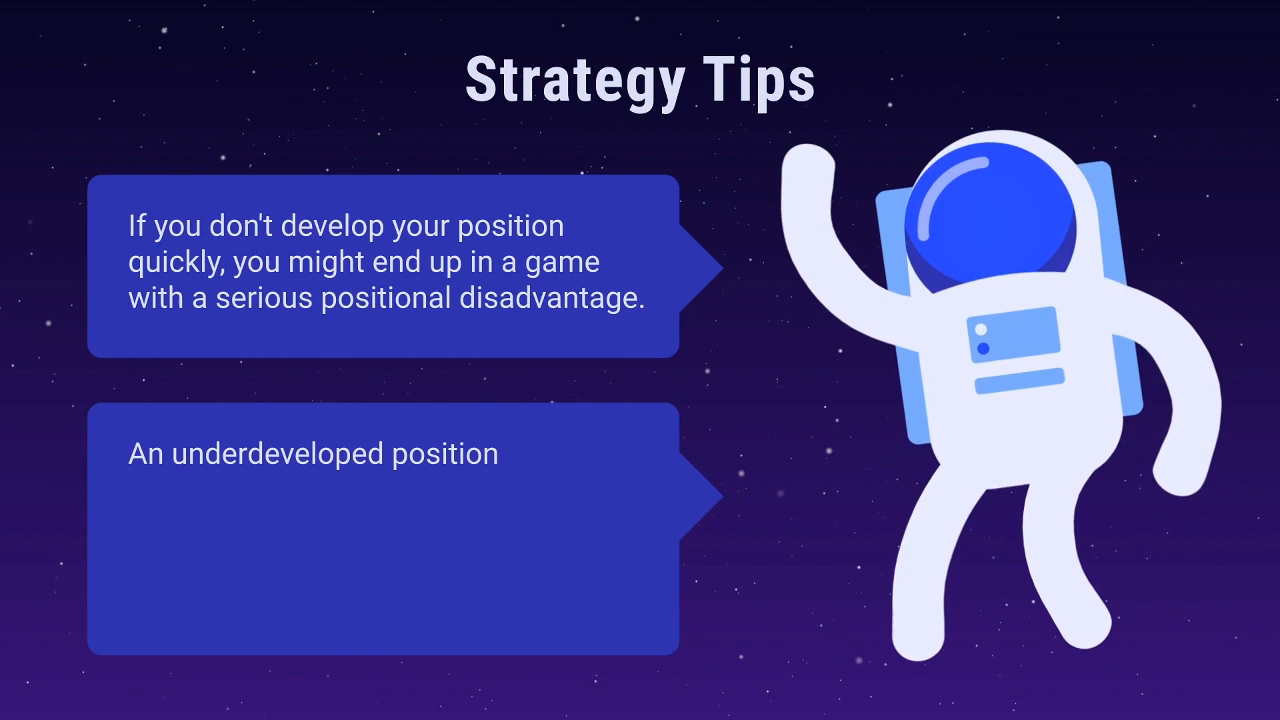 Strategy Tips
If you don't develop your position
quickly, you might end up in a game
with a serious positional disadvantage.
An underdeveloped position